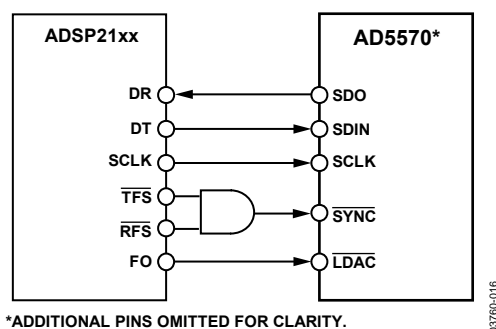 ADSP21xx
AD5570*
DR
SDO
DT
SDIN
SCLK
SCLK
TFS
RFS
SYNC
FO
LDAC
*ADDITIONAL PINS OMITTED FOR CLARITY.
03760-016